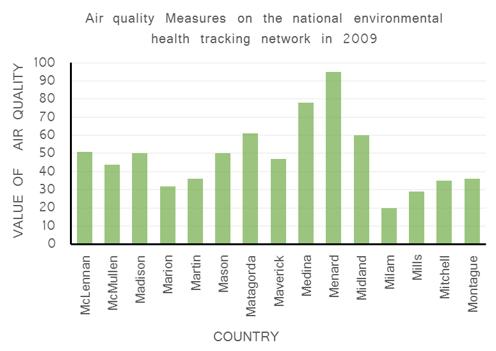 Air quality Measures on the national environmental
health tracking network in 2009
VALUE OF AIR QUALITY
100
90
80
70
60
50
40
30
20
10
0
McLennan
McMullen
Madison
Marion
Martin
Mason
Matagorda
Maverick
Medina
Menard
Midland
Milam
Mills
Mitchell
Montague
COUNTRY